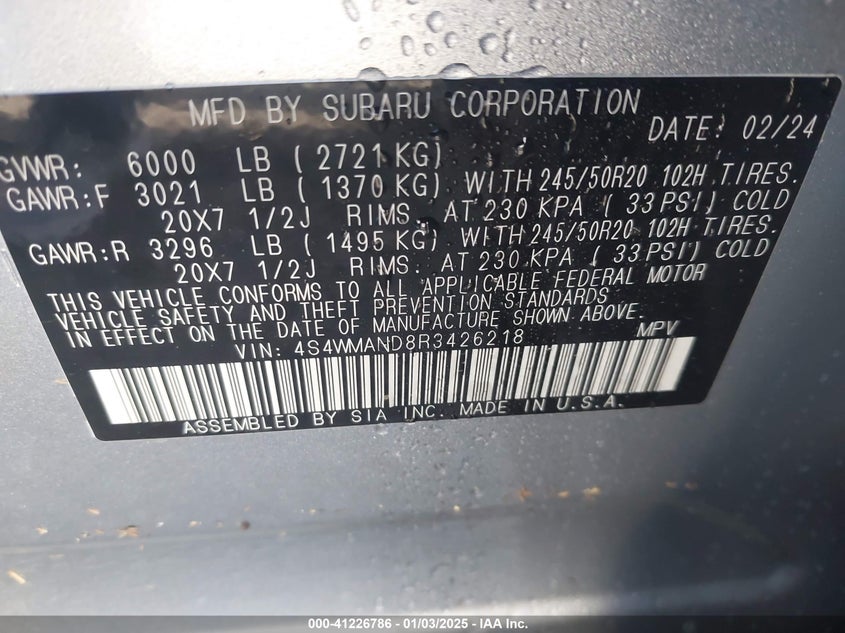 MFD BY SUBARU CORPORATION
DATE: 02/24
GVWR: 6000 LB ( 2721 KG)
GAWR:F 3021 LB ( 1370 KG) WITH 245/50R20 102H TIRES.
20X7 1/2J RIMS. AT 230 KPA ( 33 PSI) COLD
GAWR:R 3296 LB ( 1495 KG) WITH 245/50R20 102H TIRES.
20X7 1/2J RIMS. AT 230 KPA ( 33 PSI) COLD
THIS VEHICLE CONFORMS TO ALL APPLICABLE FEDERAL MOTOR
VEHICLE SAFETY AND THEFT PREVENTION STANDARDS
IN EFFECT ON THE DATE OF MANUFACTURE SHOWN ABOVE.
VIN: 4S4WMAND8R3426218 MPV
ASSEMBLED BY SIA INC. MADE IN U.S.A.
000-41226786 - 01/03/2025 - IAA Inc.